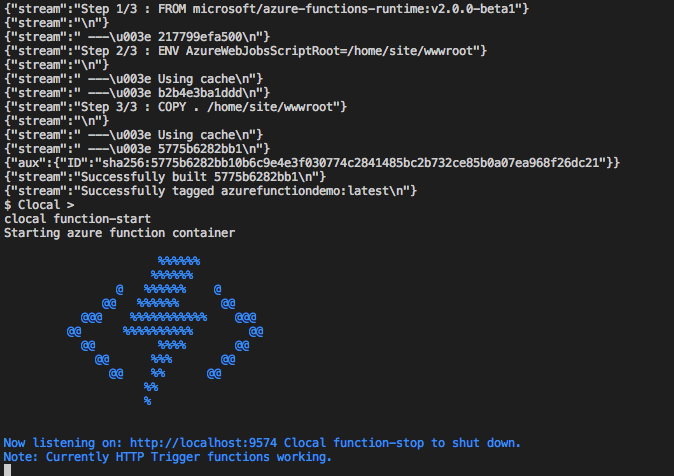 {"stream":"Step 1/3 : FROM microsoft/azure-functions-runtime:v2.0.0-beta1"}
{"stream":"\n"}
{"stream":" ---\u003e 217799efa500\n"}
{"stream":"Step 2/3 : ENV AzureWebJobsScriptRoot=/home/site/wwwroot"}
{"stream":"\n"}
{"stream":" ---\u003e Using cache\n"}
{"stream":" ---\u003e b2b4e3ba1ddd\n"}
{"stream":"Step 3/3 : COPY . /home/site/wwwroot"}
{"stream":"\n"}
{"stream":" ---\u003e Using cache\n"}
{"stream":" ---\u003e 5775b6282bb1\n"}
{"aux":{"ID":"sha256:5775b6282bb10b6c9e4e3f030774c2841485bc2b732ce85b0a07ea968f26dc21"}}
{"stream":"Successfully built 5775b6282bb1\n"}
{"stream":"Successfully tagged azurefunctiondemo:latest\n"}
$ Clocal >
clocal function-start
Starting azure function container
%%%%%%
%%%%%%
@ %%%%%% @
@@ %%%%%% @@
@@@ %%%%%%%%%%% @@@
@@ %%%%%%%%%% @@
@@ %%%% @@
@@ %%% @@
@@ %% @@
%%
%
Now listening on: http://localhost:9574 Clocal function-stop to shut down.
Note: Currently HTTP Trigger functions working.